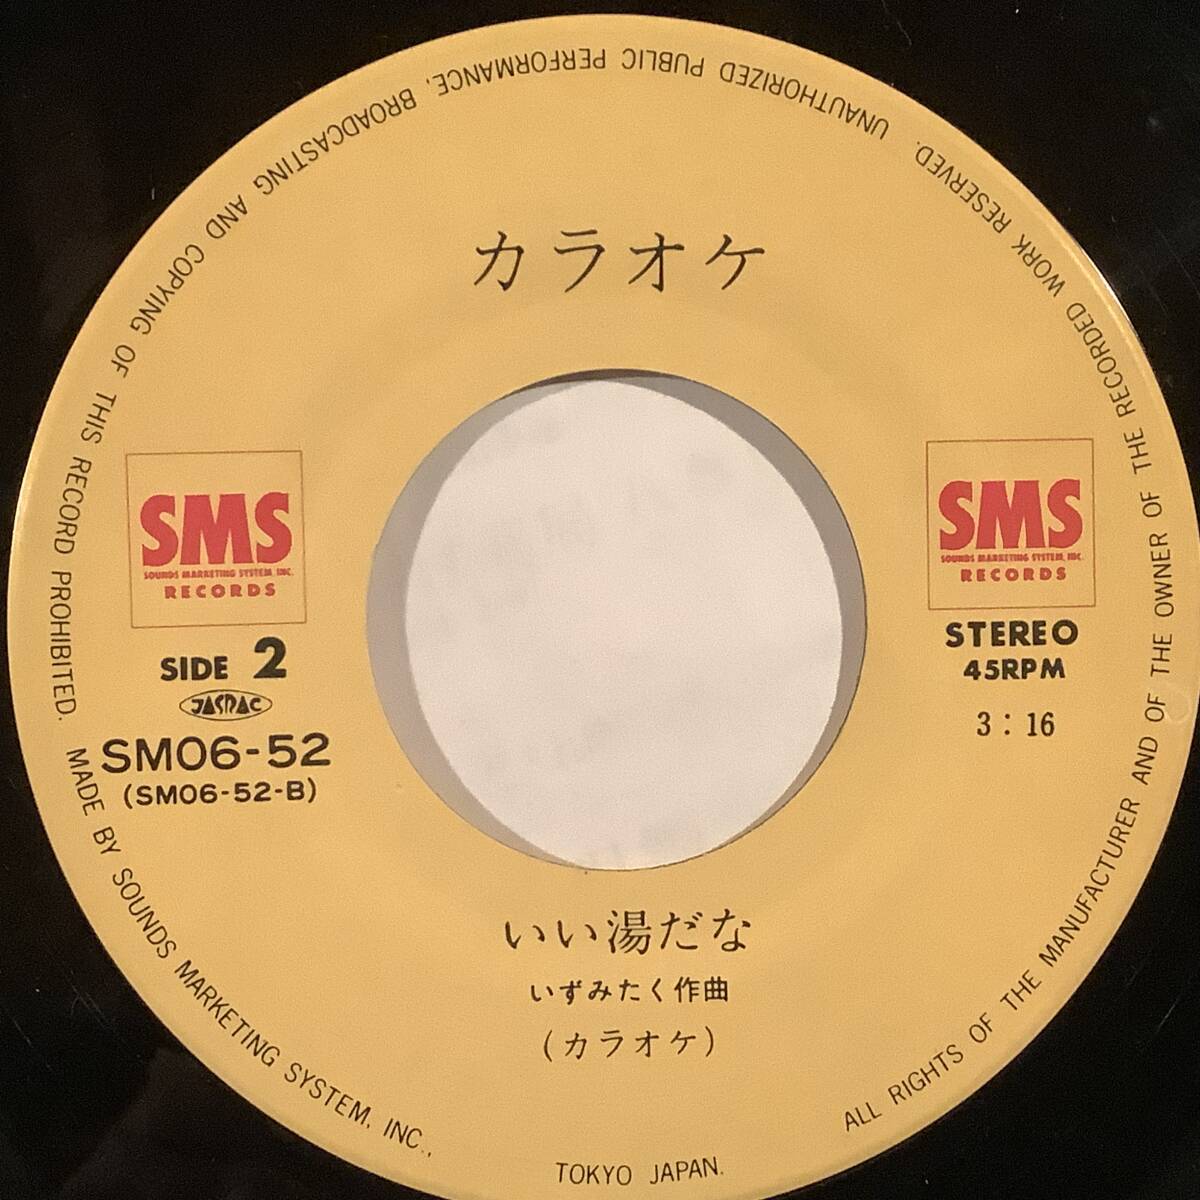 カラオケ
SMS
SOUNDS MARKETING SYSTEM, INC.
RECORDS
SIDE 2
JASRAC
SM06-52
(SM06-52-B)
SMS
SOUNDS MARKETING SYSTEM, INC.
RECORDS
STEREO
45RPM
3:16
いい湯だな
いずみたく作曲
(カラオケ)
ALL RIGHTS OF THE MANUFACTURER AND OF THE OWNER OF THE RECORDED WORK RESERVED. UNAUTHORIZED PUBLIC PERFORMANCE, BROADCASTING AND COPYING OF THIS RECORD PROHIBITED. MADE BY SOUNDS MARKETING SYSTEM, INC., TOKYO JAPAN.